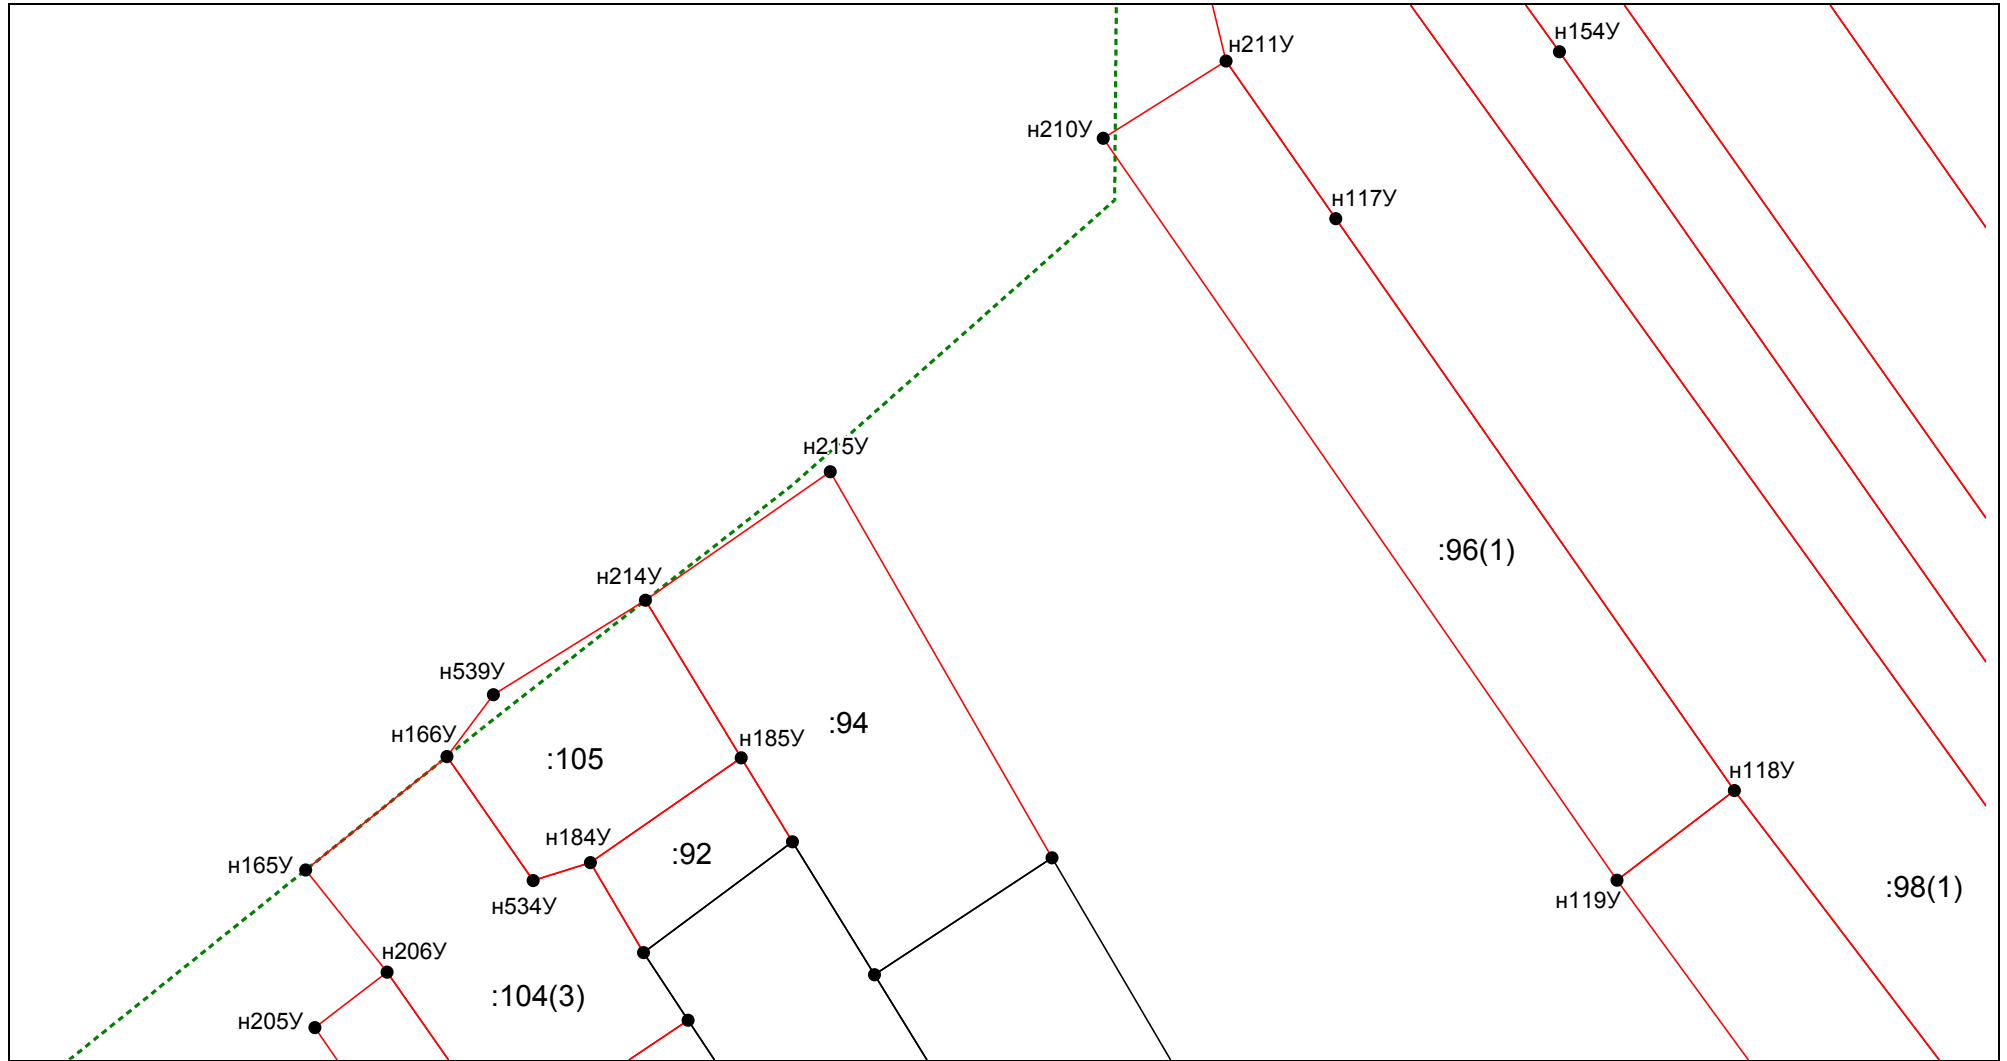 н154У
н211У
н210У
н117У
н215У
:96(1)
н214У
н539У
:94
н166У
н185У
:105
н118У
н184У
:92
н165У
:98(1)
н119У
н534У
н206У
:104(3)
н205У